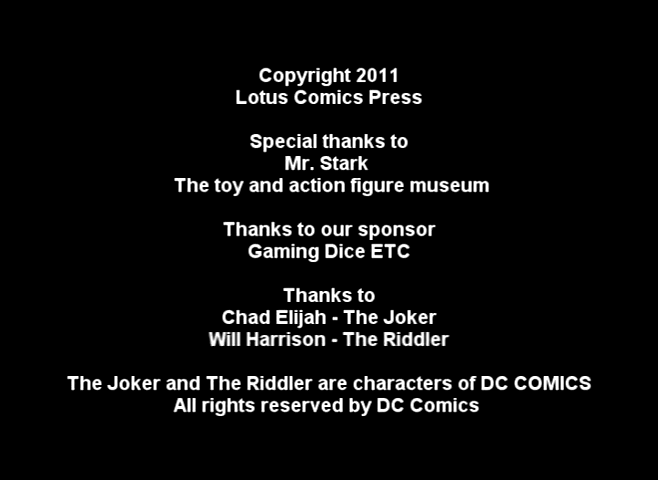 Copyright 2011
Lotus Comics Press
Special thanks to
Mr. Stark
The toy and action figure museum
Thanks to our sponsor
Gaming Dice ETC
Thanks to
Chad Elijah - The Joker
Will Harrison - The Riddler
The Joker and The Riddler are characters of DC COMICS
All rights reserved by DC Comics